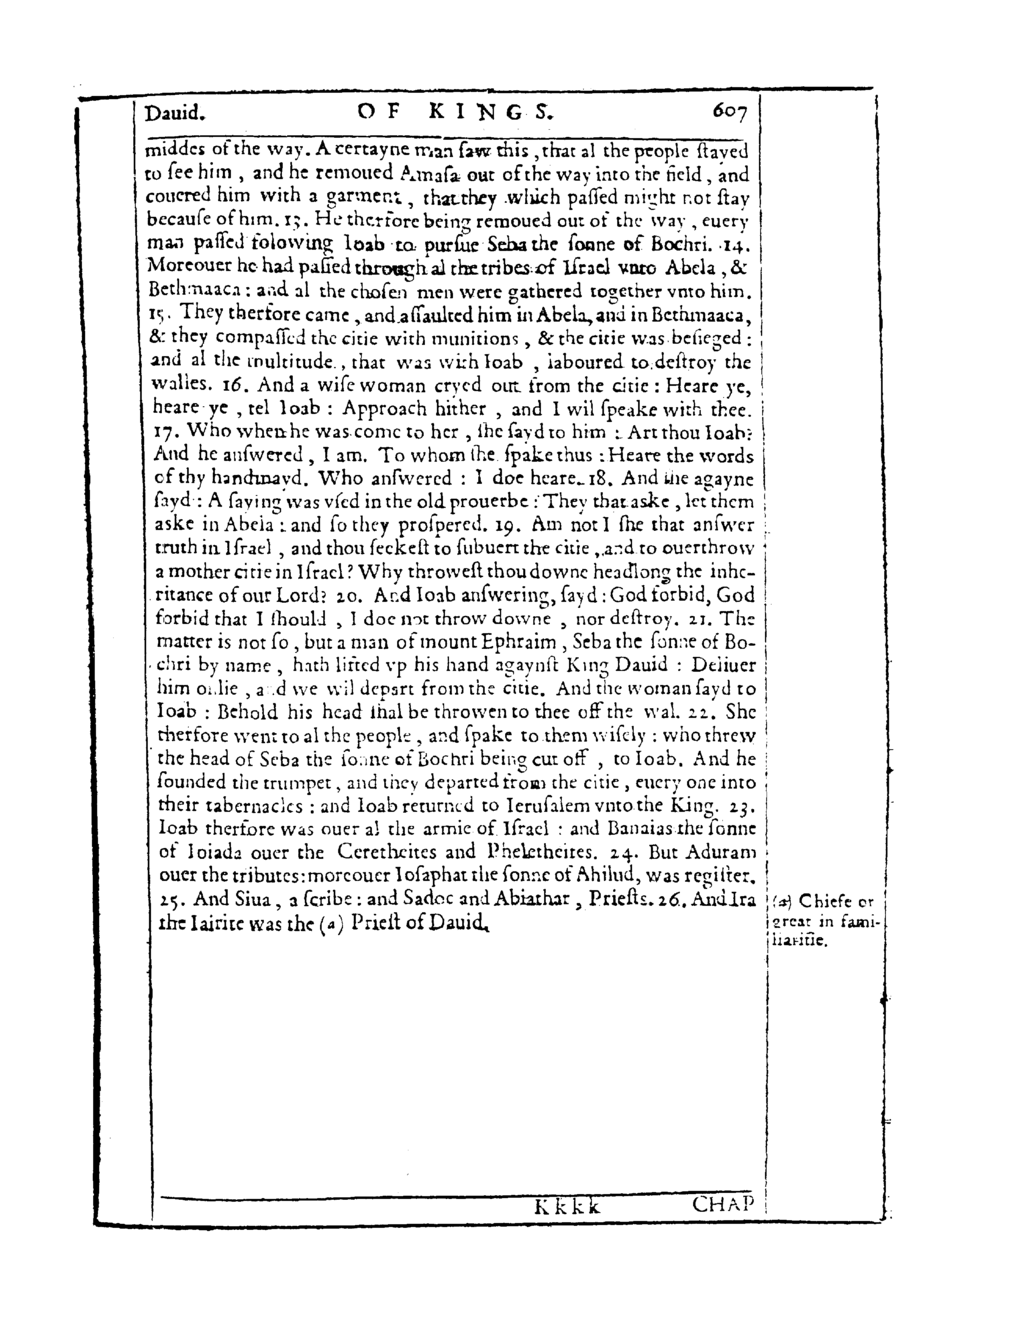 Dauid. OF KINGS. 607
middes of the way. A certayne man ſaw this, that al the people ſtayed
to ſee him, and he remoued Amaſa out of the way into the field, and
couered him with a garment, that they which paſſed might not ſtay
becauſe of him. 13. He therfore being remoued out of the way, euery
man paſſed folowing Ioab to purſue Seba the ſonne of Bochri. 14.
Moreouer he had paſſed through al the tribes of Iſrael vnto Abela, &
Bethmaaca: and al the choſen men were gathered together vnto him.
15. They therfore came, and aſſaulted him in Abela, and in Bethmaaca,
& they compaſſed the citie with munitions, & the citie was beſieged:
and al the multitude, that was with Ioab, laboured to deſtroy the
walles. 16. And a wiſe woman cryed out from the citie: Heare ye,
heare ye, tel Ioab: Approach hither, and I wil ſpeake with thee.
17. Who when he was come to her, ſhe ſayd to him: Art thou Ioab?
And he anſwered, I am. To whom ſhe ſpake thus: Heare the words
of thy handmayd. Who anſwered: I doe heare. 18. And ſhe agayne
ſayd: A ſaying was vſed in the old prouerbe: They that aske, let them
aske in Abela: and ſo they proſpered. 19. Am not I ſhe that anſwer
truth in Iſrael, and thou ſeekeſt to ſubuert the citie, and to ouerthrow
a mother citie in Iſrael? Why throweſt thou downe headlong the inhe-
ritance of our Lord? 20. And Ioab anſwering, ſayd: God forbid, God
forbid that I ſhould, I doe not throw downe, nor deſtroy. 21. The
matter is not ſo, but a man of mount Ephraim, Seba the ſonne of Bo-
chri by name, hath lifted vp his hand agaynſt King Dauid: Deliuer
him onlie, and we wil depart from the citie. And the woman ſayd to
Ioab: Behold his head ſhal be throwen to thee off the wal. 22. She
therfore went to al the people, and ſpake to them wiſely: who threw
the head of Seba the ſonne of Bochri being cut off, to Ioab. And he
ſounded the trumpet, and they departed from the citie, euery one into
their tabernacles: and Ioab returned to Ieruſalem vnto the King. 23.
Ioab therfore was ouer al the armie of Iſrael: and Banaias the ſonne
of Ioiada ouer the Ceretheites and Pheletheites. 24. But Aduram
ouer the tributes: moreouer Ioſaphat the ſonne of Ahilud, was regiſter.
25. And Siua, a ſcribe: and Sadoc and Abiathar, Prieſts. 26. And Ira
the Iairite was the (a) Prieſt of Dauid.
(a) Chiefe or
great in fami-
liaritie.
Kkkk CHAP